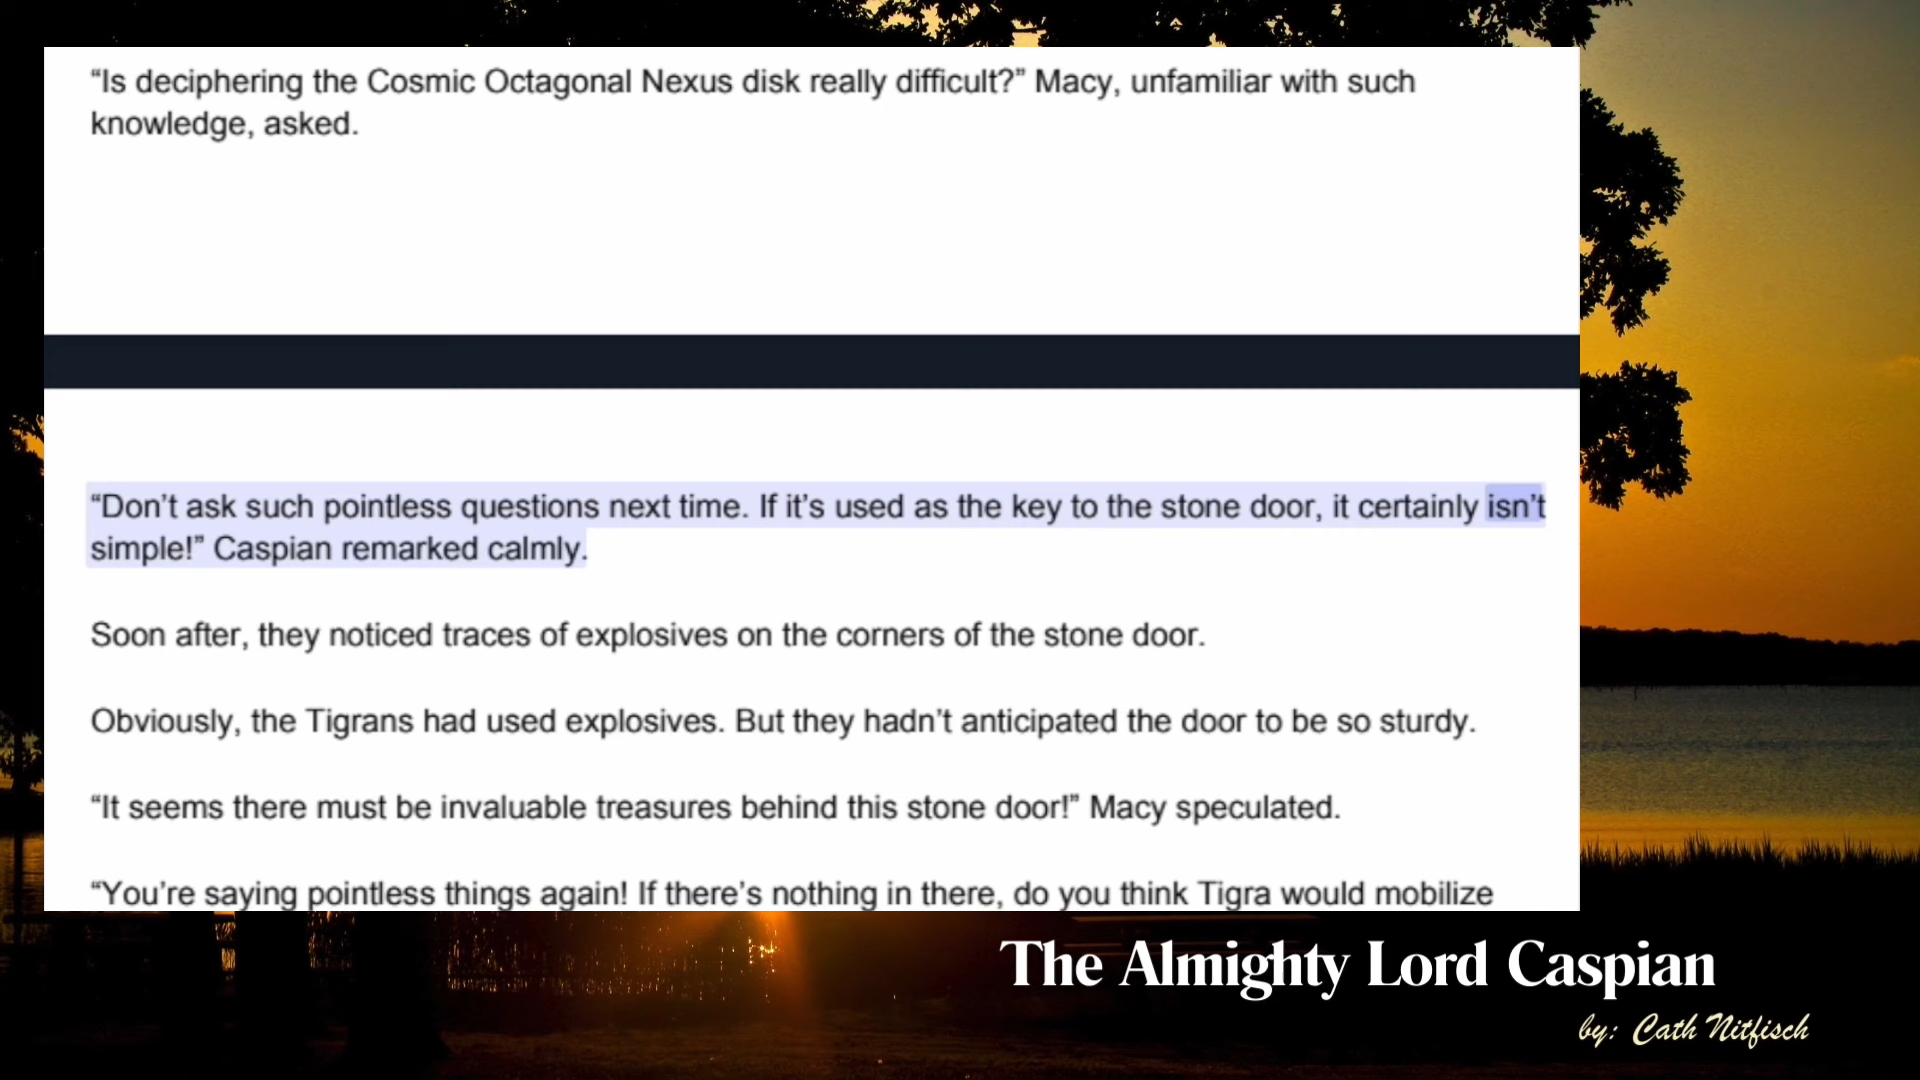 “Is deciphering the Cosmic Octagonal Nexus disk really difficult?” Macy, unfamiliar with such
knowledge, asked.
“Don’t ask such pointless questions next time. If it’s used as the key to the stone door, it certainly isn’t
simple!” Caspian remarked calmly.
Soon after, they noticed traces of explosives on the corners of the stone door.
Obviously, the Tigrans had used explosives. But they hadn’t anticipated the door to be so sturdy.
“It seems there must be invaluable treasures behind this stone door!” Macy speculated.
“You’re saying pointless things again! If there’s nothing in there, do you think Tigra would mobilize
The Almighty Lord Caspian
by: Cath Nitfisch